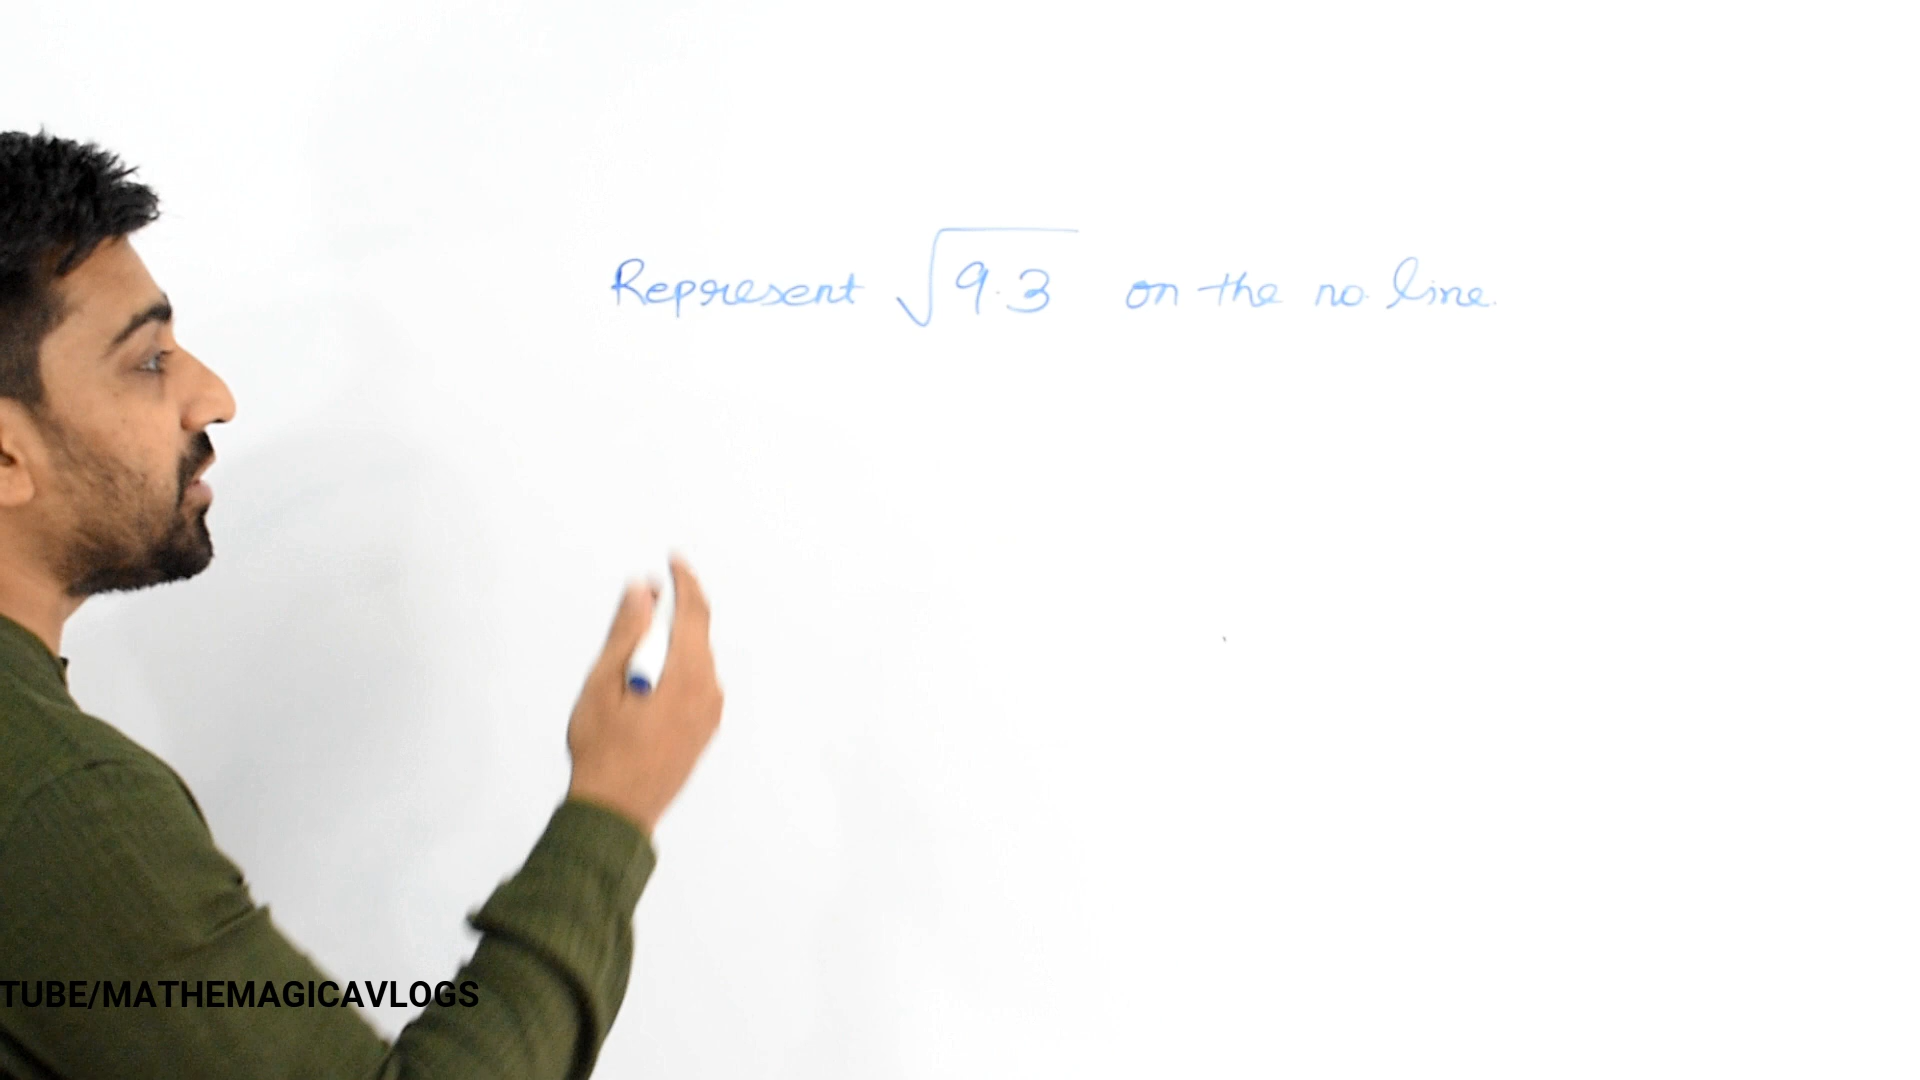 Represent √9.3 on the no. line.
TUBE/MATHEMAGICAVLOGS